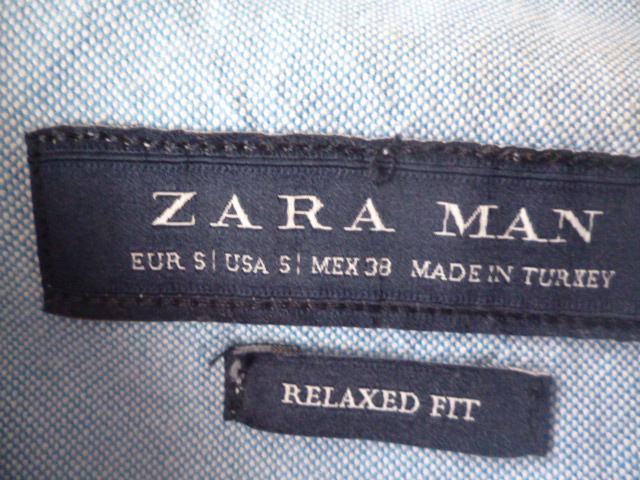 ZARA MAN
EUR S | USA S | MEX 38 MADE IN TURKEY
RELAXED FIT